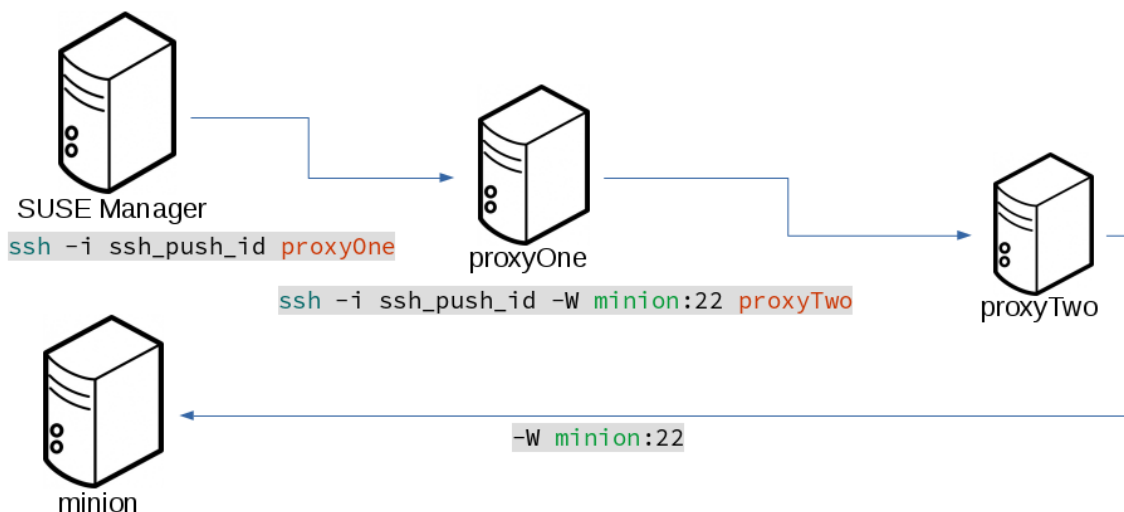 SUSE Manager
ssh -i ssh_push_id proxyOne
proxyOne
ssh -i ssh_push_id -W minion:22 proxyTwo
proxyTwo
-W minion:22
minion